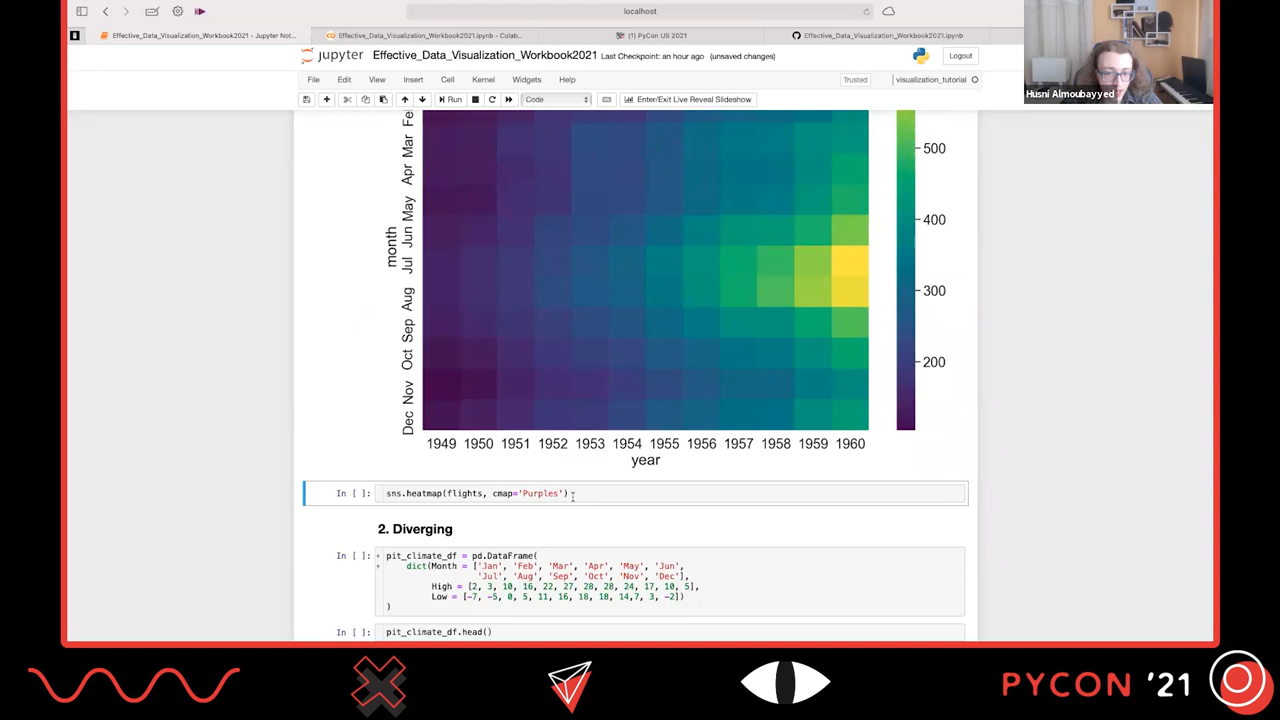 localhost
Effective_Data_Visualization_Workbook2021.ipynb - Jupyter Not...
Effective_Data_Visualization_Workbook2021.ipynb - Colab...
(1) PyCon US 2021
Effective_Data_Visualization_Workbook2021.ipynb
jupyter Effective_Data_Visualization_Workbook2021 Last Checkpoint: an hour ago (unsaved changes)
Logout
File Edit View Insert Cell Kernel Widgets Help
Trusted
visualization_tutorial
Run
Code
Enter/Exit Live Reveal Slideshow
Husni Almoubayyed
month
Mar
Apr
May
Jun
Jul
Aug
Sep
Oct
Nov
Dec
500
400
300
200
1949 1950 1951 1952 1953 1954 1955 1956 1957 1958 1959 1960
year
In [ ]: sns.heatmap(flights, cmap='Purples')
2. Diverging
In [ ]: pit_climate_df = pd.DataFrame(
dict(Month = ['Jan', 'Feb', 'Mar', 'Apr', 'May', 'Jun',
'Jul', 'Aug', 'Sep', 'Oct', 'Nov', 'Dec'],
High = [2, 3, 10, 16, 22, 27, 28, 28, 24, 17, 10, 5],
Low = [-7, -5, 0, 5, 11, 16, 18, 18, 14,7, 3, -2])
)
In [ ]: pit_climate_df.head()
PYCON '21